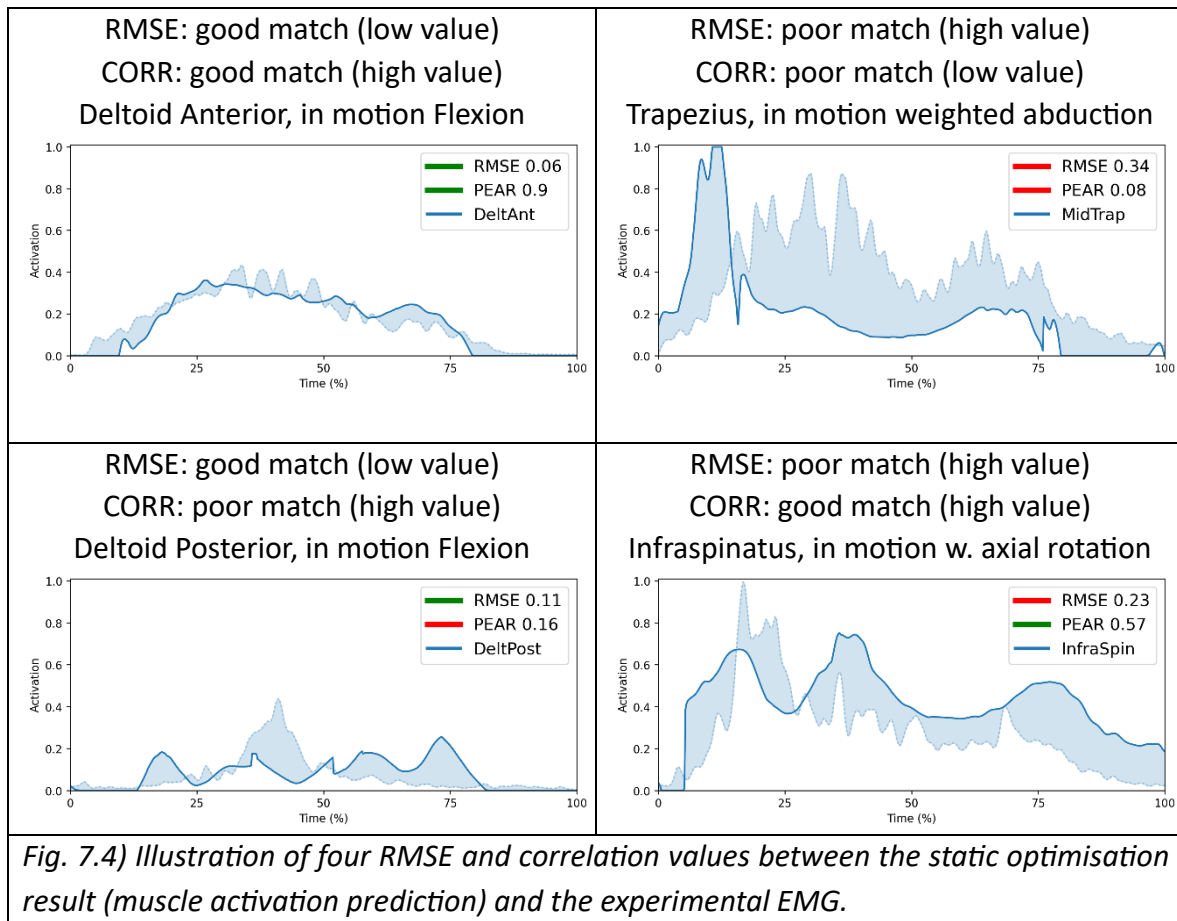 RMSE: good match (low value)
CORR: good match (high value)
Deltoid Anterior, in motion Flexion
1.0
0.8
0.6
0.4
0.2
0.0
Activation
RMSE 0.06
PEAR 0.9
DeltAnt
0
25
50
75
100
Time (%)
RMSE: poor match (high value)
CORR: poor match (low value)
Trapezius, in motion weighted abduction
1.0
0.8
0.6
0.4
0.2
0.0
Activation
RMSE 0.34
PEAR 0.08
MidTrap
0
25
50
75
100
Time (%)
RMSE: good match (low value)
CORR: poor match (high value)
Deltoid Posterior, in motion Flexion
1.0
0.8
0.6
0.4
0.2
0.0
Activation
RMSE 0.11
PEAR 0.16
DeltPost
0
25
50
75
100
Time (%)
RMSE: poor match (high value)
CORR: good match (high value)
Infraspinatus, in motion w. axial rotation
1.0
0.8
0.6
0.4
0.2
0.0
Activation
RMSE 0.23
PEAR 0.57
InfraSpin
0
25
50
75
100
Time (%)
Fig. 7.4) Illustration of four RMSE and correlation values between the static optimisation
result (muscle activation prediction) and the experimental EMG.